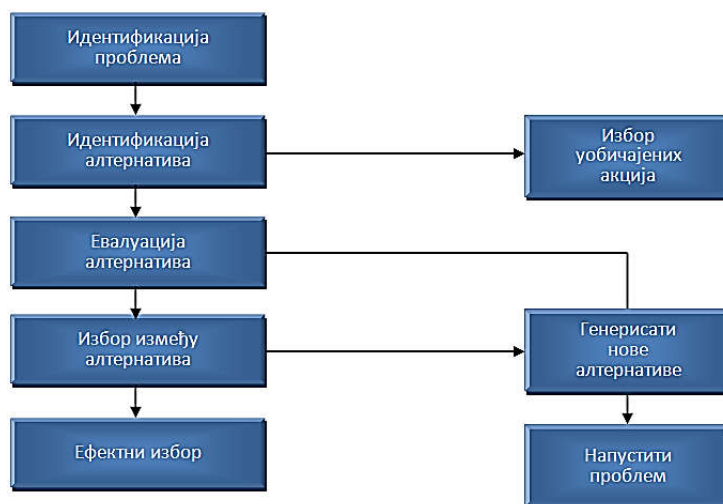 Идентификација
проблема
Идентификација
алтернатива
Избор
уобичајених
акција
Евалуација
алтернатива
Избор између
алтернатива
Генерисати
нове
алтернативе
Ефектни избор
Напустити
проблем